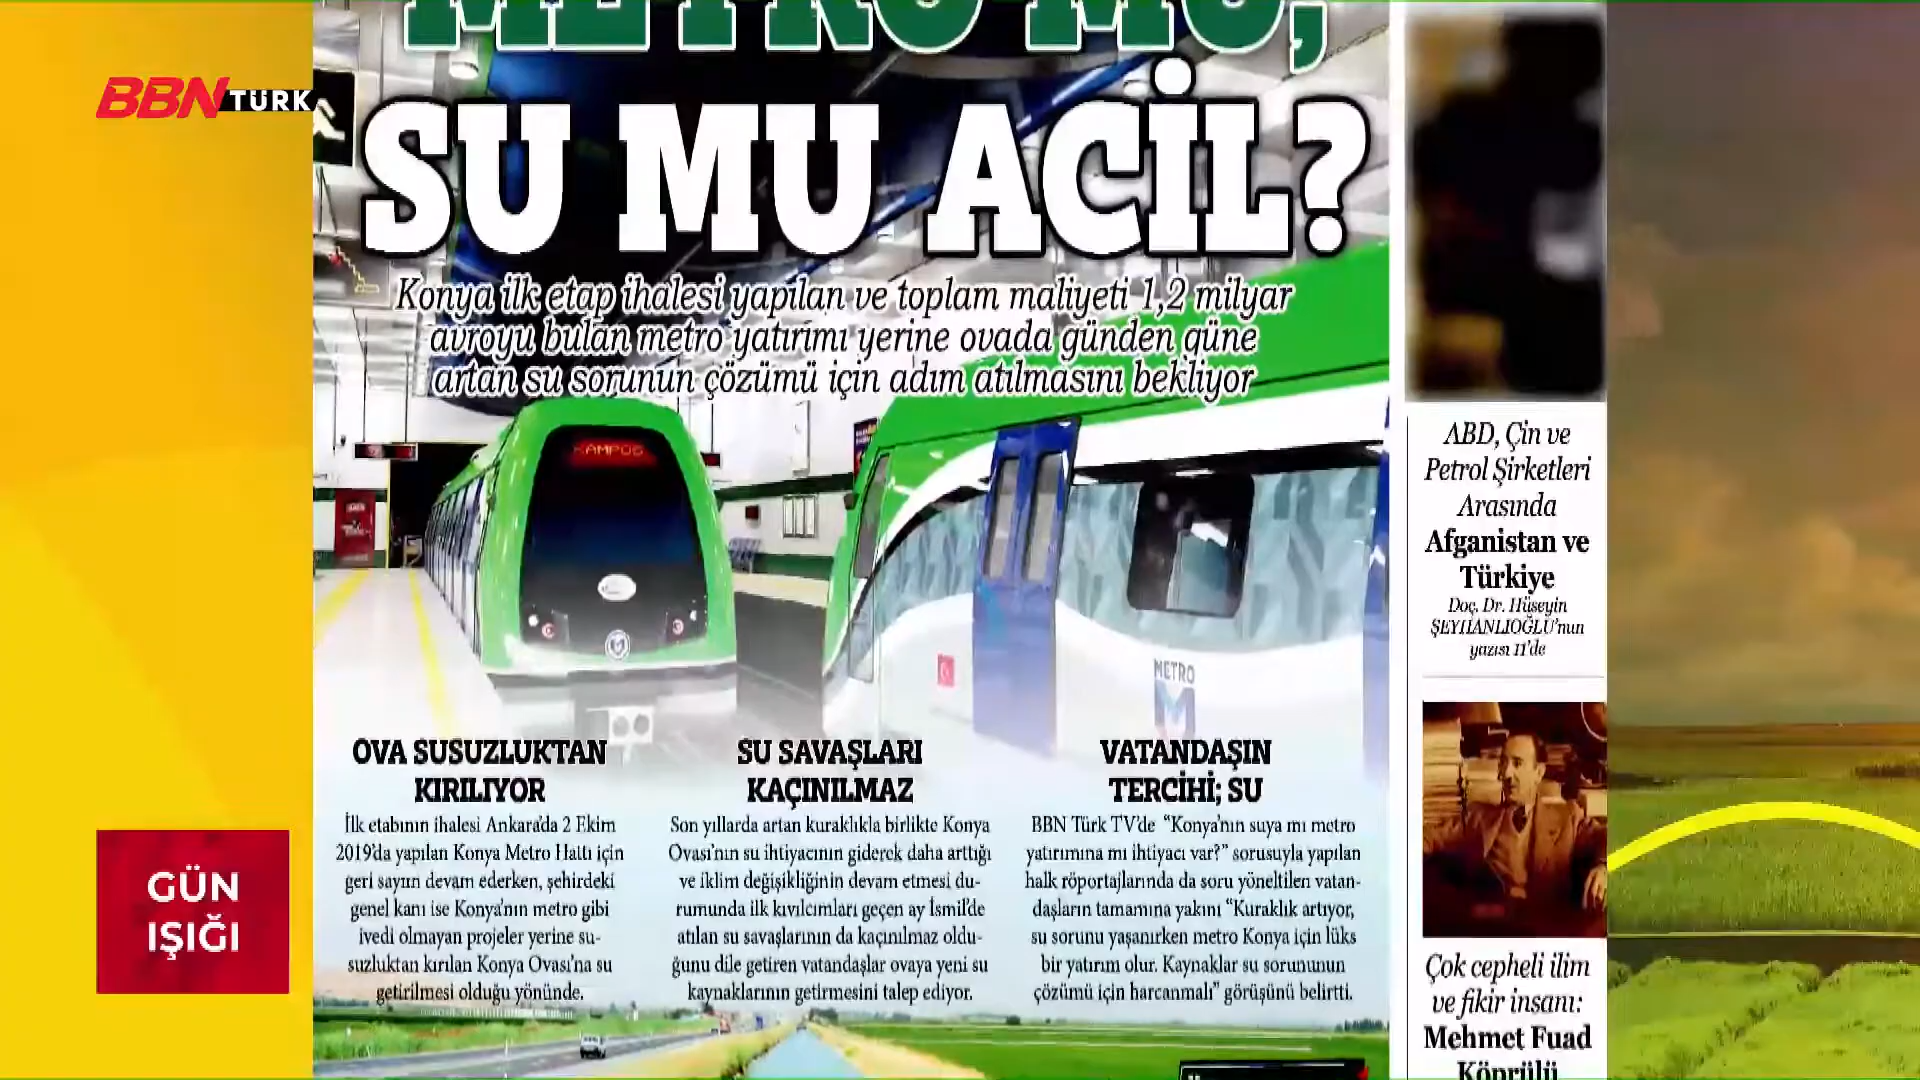 BBN TÜRK
METRO MU,
SU MU ACİL?
Konya ilk etap ihalesi yapılan ve toplam maliyeti 1,2 milyar
avroyu bulan metro yatırımı yerine ovada günden güne
artan su sorunun çözümü için adım atılmasını bekliyor
KAMPÜS
METRO
OVA SUSUZLUKTAN
KIRILIYOR
İlk etabının ihalesi Ankara'da 2 Ekim
2019'da yapılan Konya Metro Hattı için
geri sayım devam ederken, şehirdeki
genel kanı ise Konya'nın metro gibi
ivedi olmayan projeler yerine su-
suzluktan kırılan Konya Ovası'na su
getirilmesi olduğu yönünde.
SU SAVAŞLARI
KAÇINILMAZ
Son yıllarda artan kuraklıkla birlikte Konya
Ovası'nın su ihtiyacının giderek daha arttığı
ve iklim değişikliğinin devam etmesi du-
rumunda ilk kıvılcımları geçen ay İsmil'de
atılan su savaşlarının da kaçınılmaz oldu-
ğunu dile getiren vatandaşlar ovaya yeni su
kaynaklarının getirmesini talep ediyor.
VATANDAŞIN
TERCİHİ; SU
BBN Türk TV'de “Konya'nın suya mı metro
yatırımına mı ihtiyacı var?” sorusuyla yapılan
halk röportajlarında da soru yöneltilen vatan-
daşların tamamına yakını “Kuraklık artıyor,
su sorunu yaşanırken metro Konya için lüks
bir yatırım olur. Kaynaklar su sorununun
çözümü için harcanmalı” görüşünü belirtti.
ABD, Çin ve
Petrol Şirketleri
Arasında
Afganistan ve
Türkiye
Doç. Dr. Hüseyin
ŞEYHANLIOĞLU'nun
yazısı 11'de
Çok cepheli ilim
ve fikir insanı:
Mehmet Fuad
Köprülü
GÜN
IŞIĞI